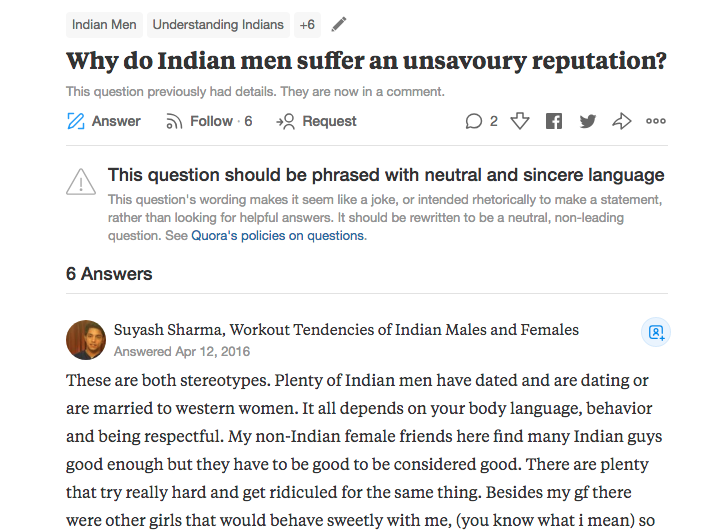 Indian Men Understanding Indians +6
Why do Indian men suffer an unsavoury reputation?
This question previously had details. They are now in a comment.
Answer Follow · 6 Request 2
This question should be phrased with neutral and sincere language
This question's wording makes it seem like a joke, or intended rhetorically to make a statement,
rather than looking for helpful answers. It should be rewritten to be a neutral, non-leading
question. See Quora's policies on questions.
6 Answers
Suyash Sharma, Workout Tendencies of Indian Males and Females
Answered Apr 12, 2016
These are both stereotypes. Plenty of Indian men have dated and are dating or
are married to western women. It all depends on your body language, behavior
and being respectful. My non-Indian female friends here find many Indian guys
good enough but they have to be good to be considered good. There are plenty
that try really hard and get ridiculed for the same thing. Besides my gf there
were other girls that would behave sweetly with me, (you know what i mean) so